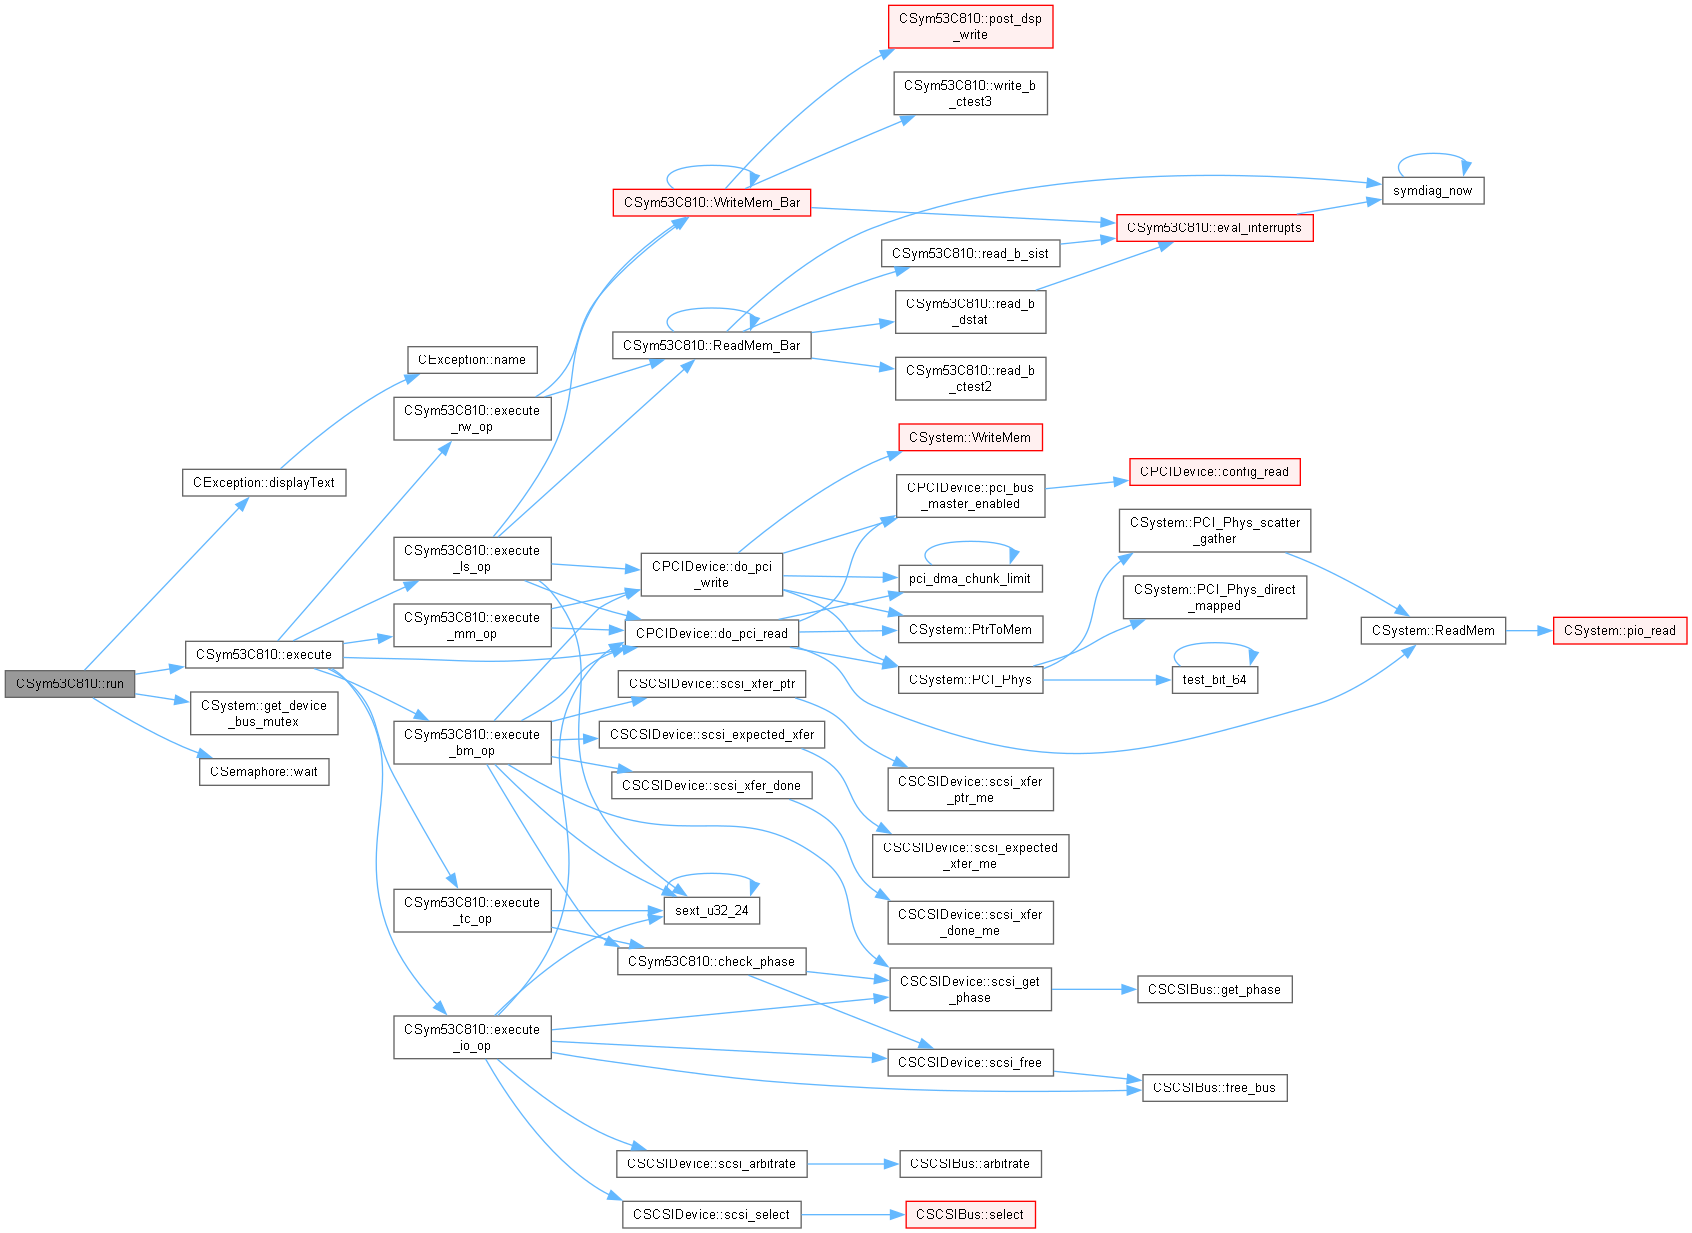 CSym53C810::post_dsp
_write
CSym53C810::write_b
_ctest3
symdiag_now
CSym53C810::WriteMem_Bar
CSym53C810::eval_interrupts
CSym53C810::read_b_sist
CSym53C810::read_b
_dstat
CSym53C810::ReadMem_Bar
CException::name
CSym53C810::read_b
_ctest2
CSym53C810::execute
_rw_op
CSystem::WriteMem
CPCIDevice::config_read
CException::displayText
CPCIDevice::pci_bus
_master_enabled
CSystem::PCI_Phys_scatter
_gather
CSym53C810::execute
_ls_op
CPCIDevice::do_pci
_write
pci_dma_chunk_limit
CSystem::PCI_Phys_direct
_mapped
CSym53C810::execute
_mm_op
CPCIDevice::do_pci_read
CSystem::PtrToMem
CSystem::ReadMem
CSystem::pio_read
CSym53C810::execute
CSym53C810::run
CSCSIDevice::scsi_xfer_ptr
CSystem::PCI_Phys
test_bit_64
CSystem::get_device
_bus_mutex
CSym53C810::execute
_bm_op
CSCSIDevice::scsi_expected_xfer
CSemaphore::wait
CSCSIDevice::scsi_xfer_done
CSCSIDevice::scsi_xfer
_ptr_me
CSCSIDevice::scsi_expected
_xfer_me
CSym53C810::execute
_tc_op
sext_u32_24
CSCSIDevice::scsi_xfer
_done_me
CSym53C810::check_phase
CSCSIDevice::scsi_get
_phase
CSCSIBus::get_phase
CSym53C810::execute
_io_op
CSCSIDevice::scsi_free
CSCSIBus::free_bus
CSCSIDevice::scsi_arbitrate
CSCSIBus::arbitrate
CSCSIDevice::scsi_select
CSCSIBus::select